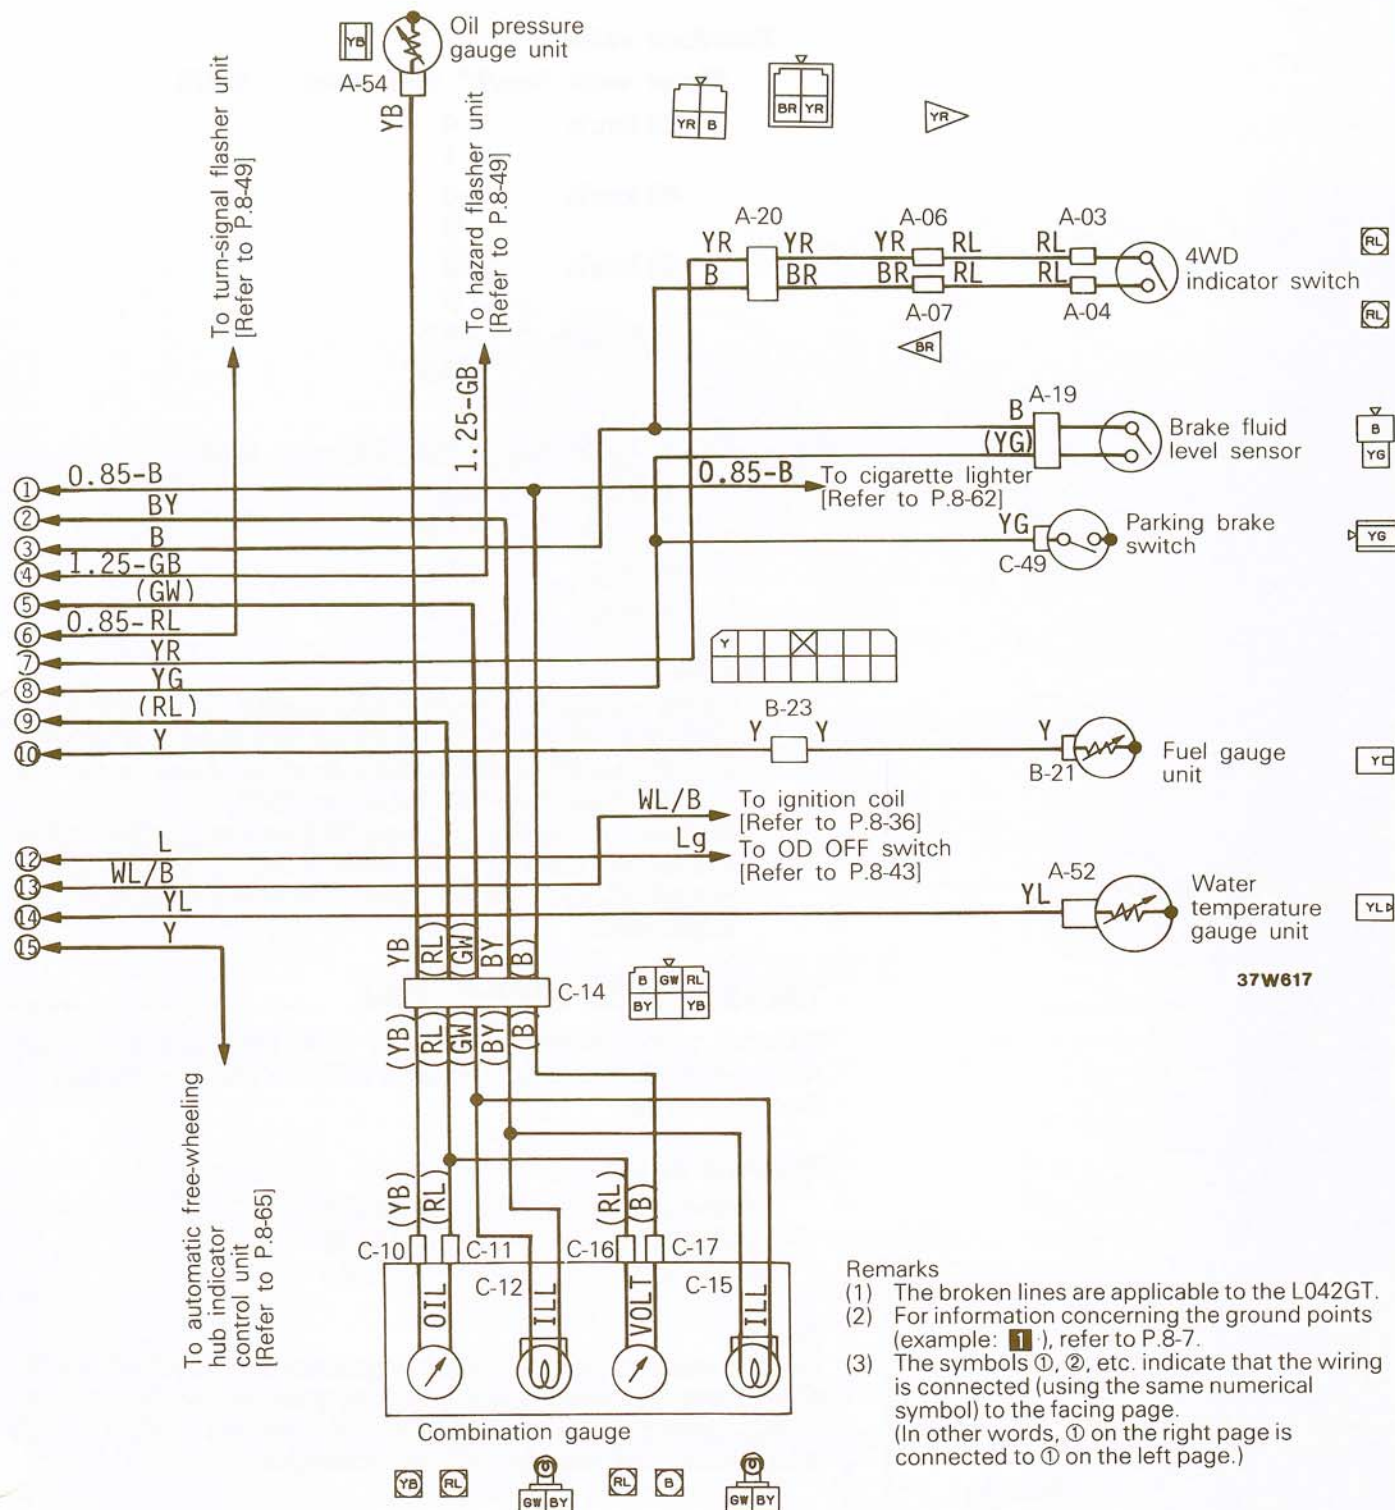 YB
Oil pressure
gauge unit
A-54
YB
To turn-signal flasher unit
[Refer to P.8-49]
To hazard flasher unit
[Refer to P.8-49]
YR B
BR YR
YR
A-20 A-06 A-03
YR YR YR RL RL
B BR BR RL RL
A-07 A-04
4WD
indicator switch
RL
RL
BR
1.25-GB
A-19
B
(YG)
Brake fluid
level sensor
B
YG
① 0.85-B
0.85-B
To cigarette lighter
[Refer to P.8-62]
② BY
③ B
④ 1.25-GB
⑤ (GW)
⑥ 0.85-RL
⑦ YR
⑧ YG
⑨ (RL)
⑩ Y
YG
C-49
Parking brake
switch
YG
Y
B-23
Y Y
Y
B-21
Fuel gauge
unit
Y
WL/B
To ignition coil
[Refer to P.8-36]
⑫ L
Lg
To OD OFF switch
[Refer to P.8-43]
⑬ WL/B
⑭ YL
⑮ Y
YL
A-52
Water
temperature
gauge unit
YL
37W617
YB (RL) (GW) BY (B)
C-14
B GW RL
BY YB
(YB) (RL) (GW) (BY) (B)
To automatic free-wheeling
hub indicator
control unit
[Refer to P.8-65]
(YB) (RL) (RL) (B)
C-10 C-11 C-16 C-17
C-12 C-15
OIL ILL VOLT ILL
Combination gauge
YB RL GW BY RL B GW BY
Remarks
(1) The broken lines are applicable to the L042GT.
(2) For information concerning the ground points
(example: 1 ), refer to P.8-7.
(3) The symbols ①, ②, etc. indicate that the wiring
is connected (using the same numerical
symbol) to the facing page.
(In other words, ① on the right page is
connected to ① on the left page.)